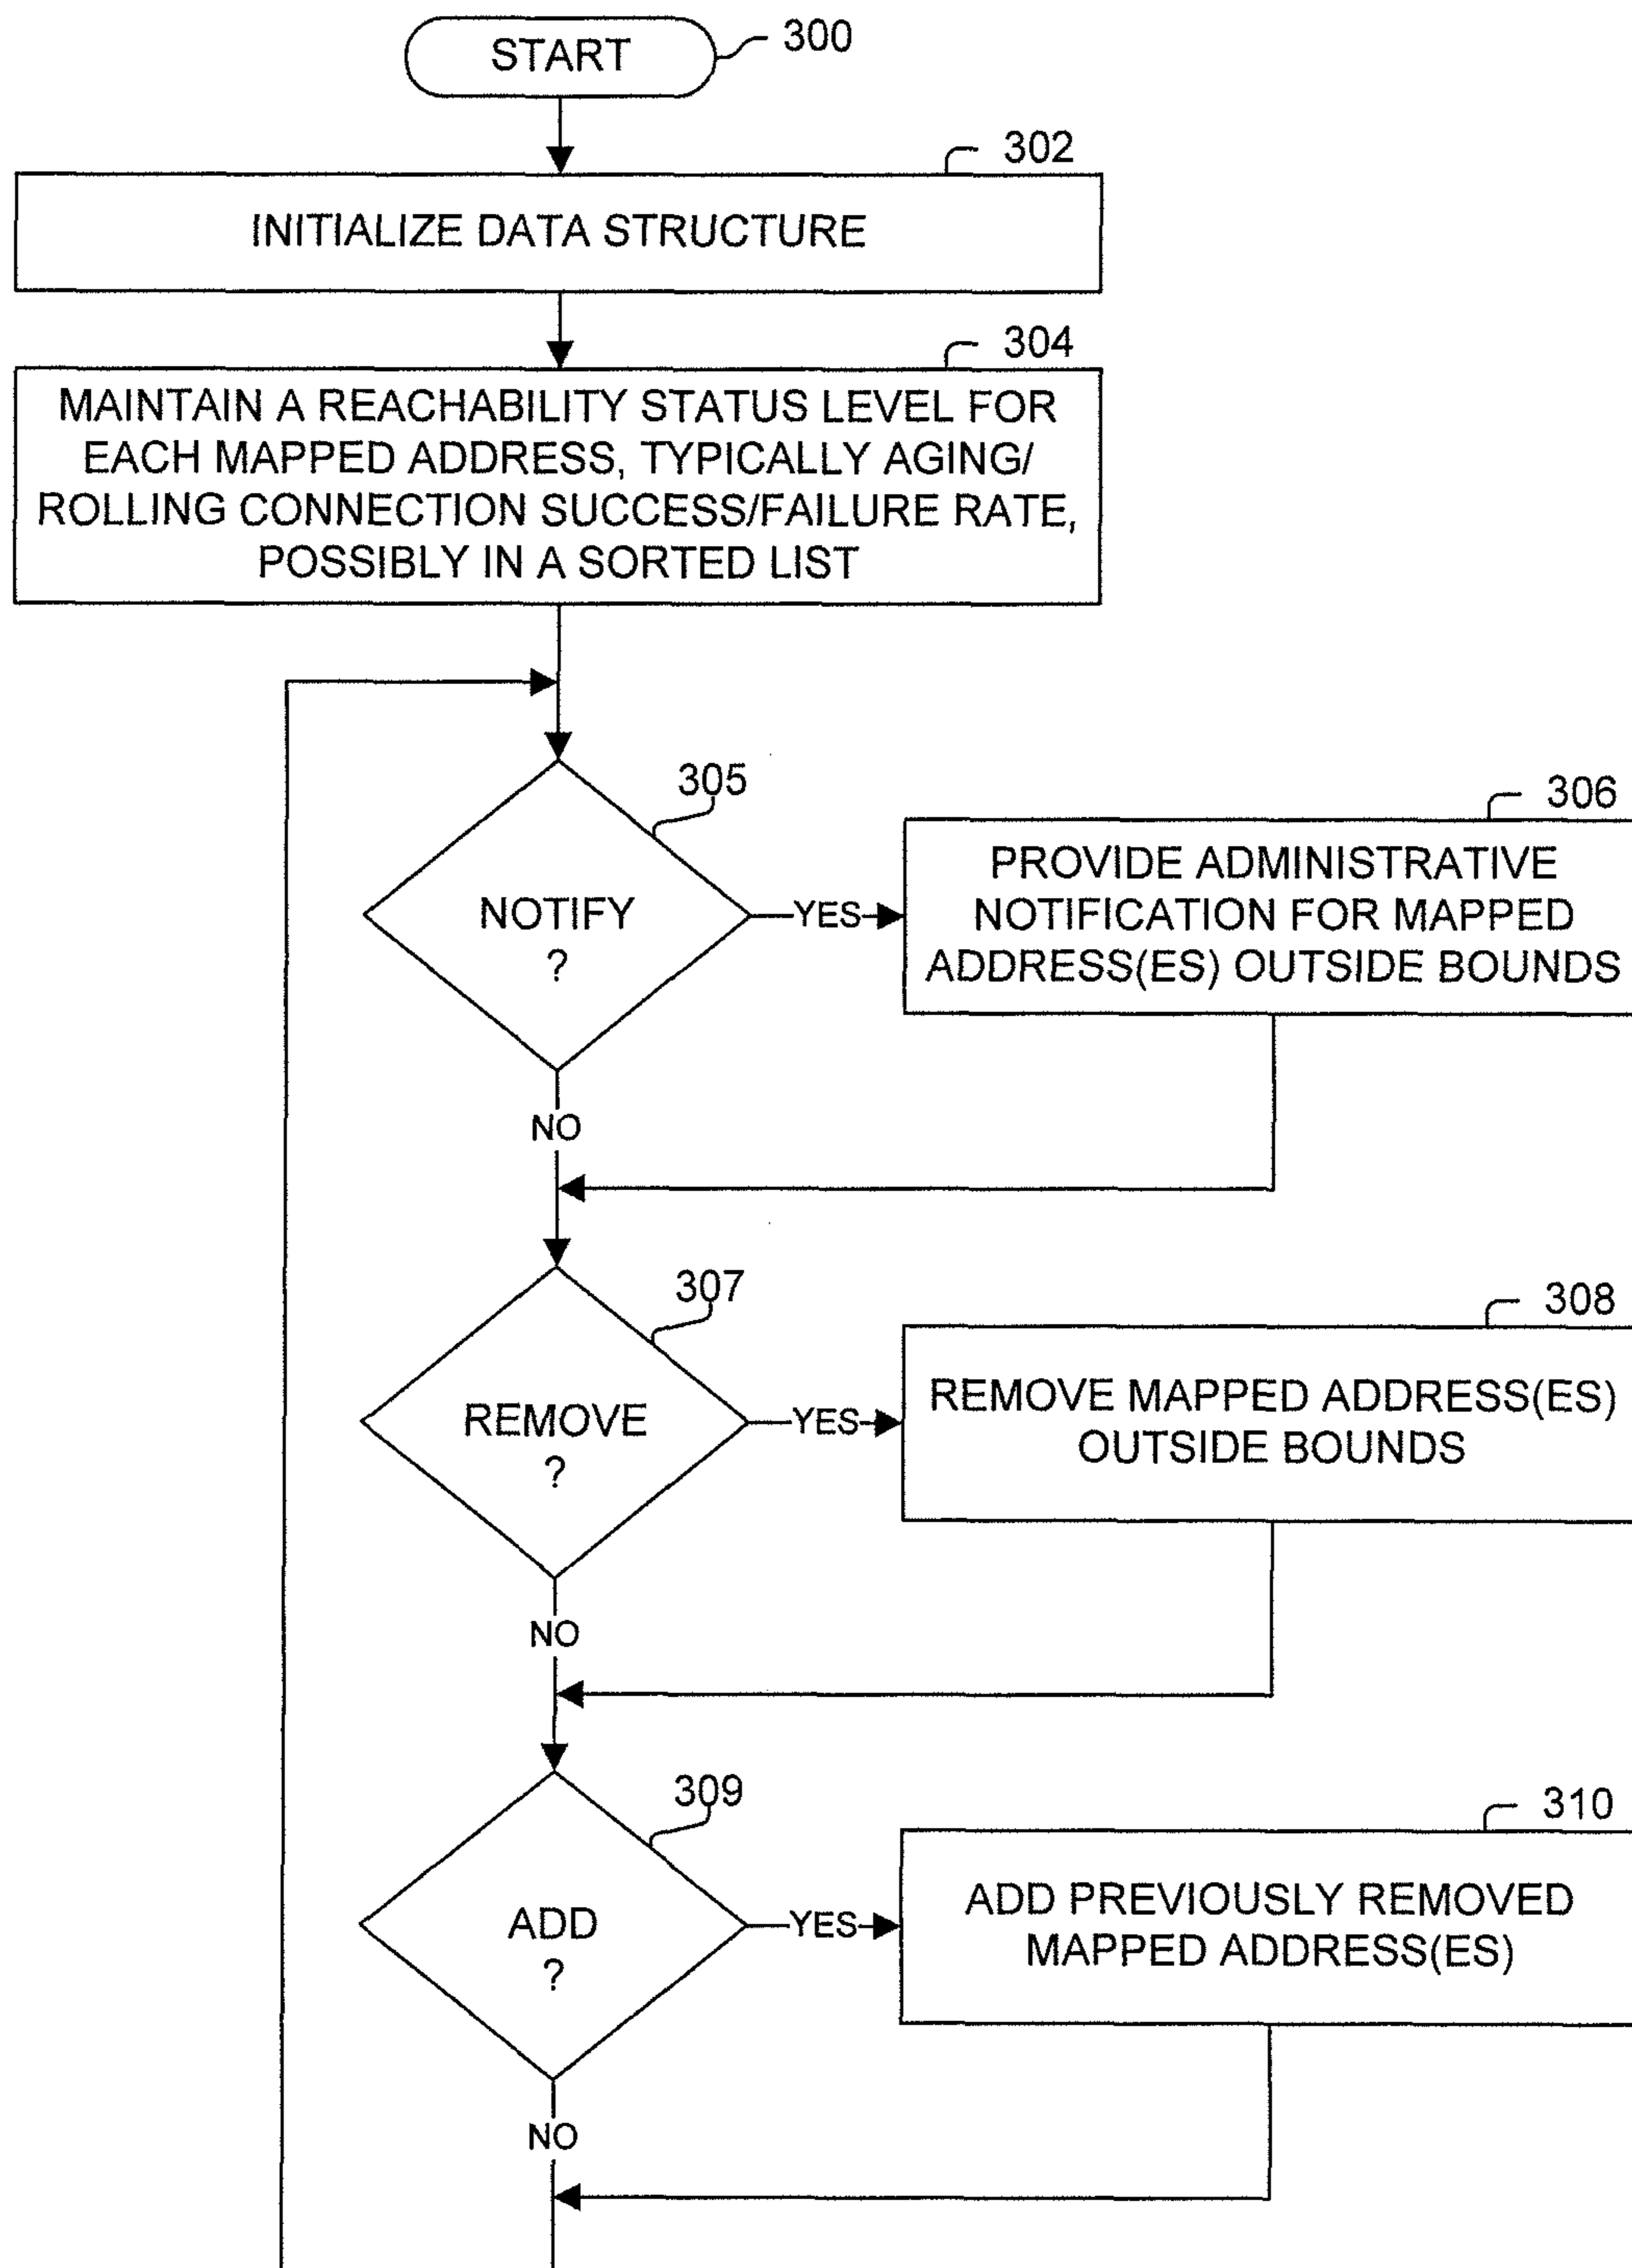 START
300
302
INITIALIZE DATA STRUCTURE
304
MAINTAIN A REACHABILITY STATUS LEVEL FOR
EACH MAPPED ADDRESS, TYPICALLY AGING/
ROLLING CONNECTION SUCCESS/FAILURE RATE,
POSSIBLY IN A SORTED LIST
305
NOTIFY
?
YES
306
PROVIDE ADMINISTRATIVE
NOTIFICATION FOR MAPPED
ADDRESS(ES) OUTSIDE BOUNDS
NO
307
REMOVE
?
YES
308
REMOVE MAPPED ADDRESS(ES)
OUTSIDE BOUNDS
NO
309
ADD
?
YES
310
ADD PREVIOUSLY REMOVED
MAPPED ADDRESS(ES)
NO